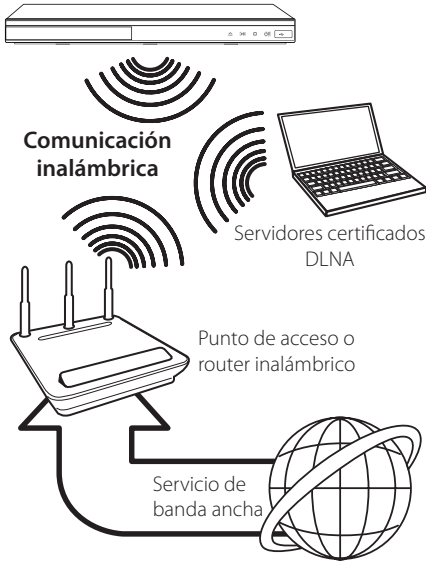 Comunicación
inalámbrica
Servidores certificados
DLNA
Punto de acceso o
router inalámbrico
Servicio de
banda ancha